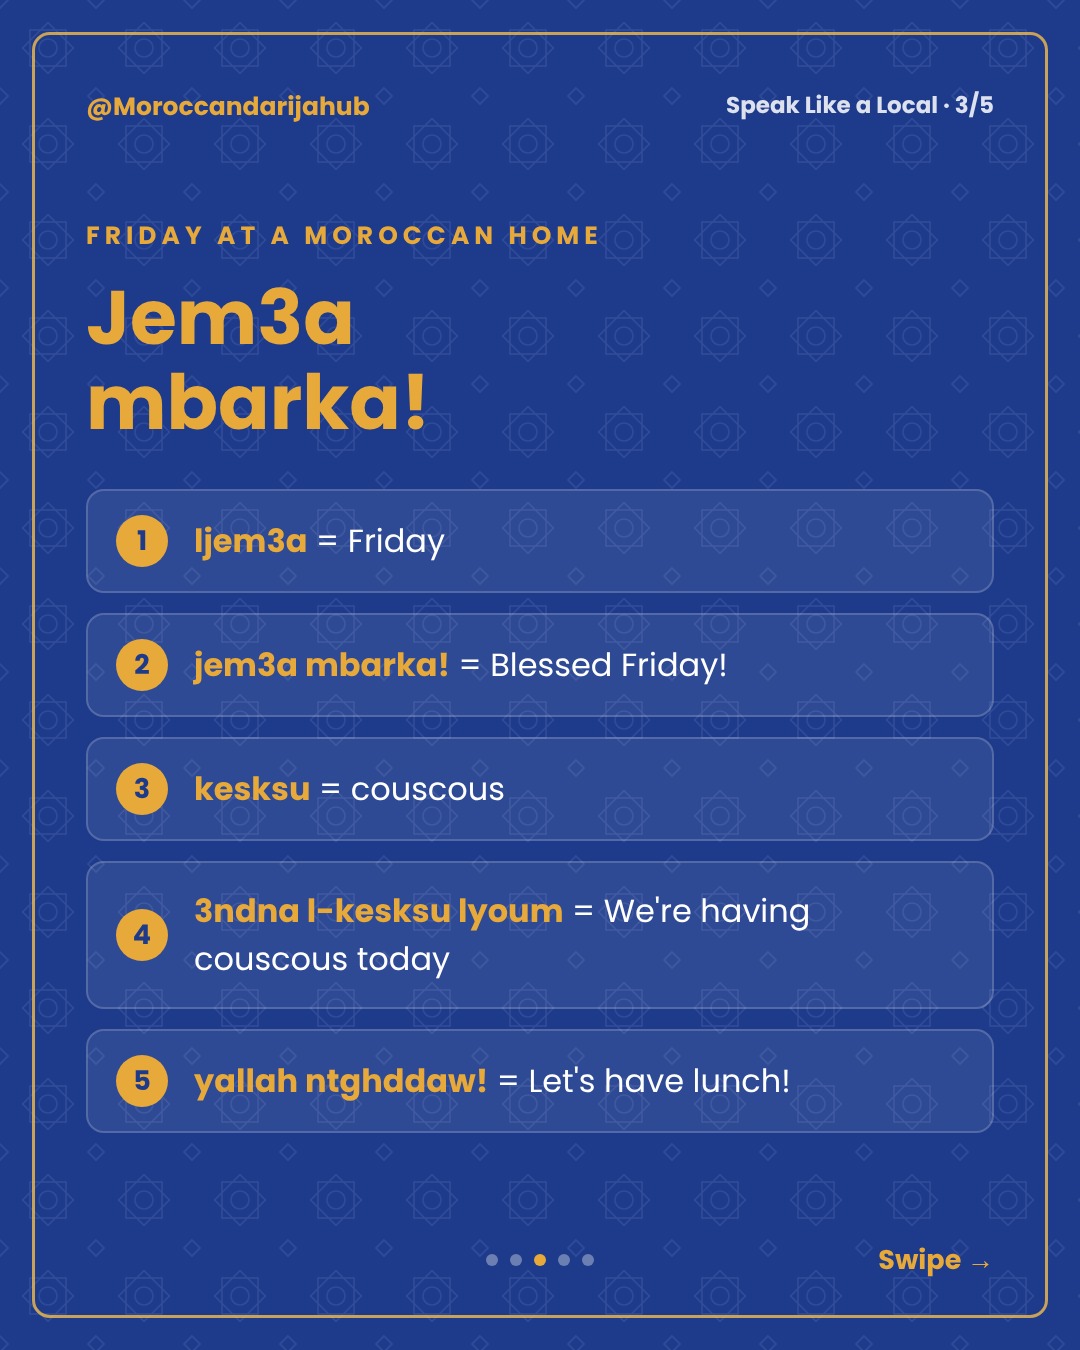 @Moroccandarijahub
Speak Like a Local · 3/5
FRIDAY AT A MOROCCAN HOME
Jem3a
mbarka!
1 ljem3a = Friday
2 jem3a mbarka! = Blessed Friday!
3 kesksu = couscous
4 3ndna l-kesksu lyoum = We're having
couscous today
5 yallah ntghddaw! = Let's have lunch!
Swipe →